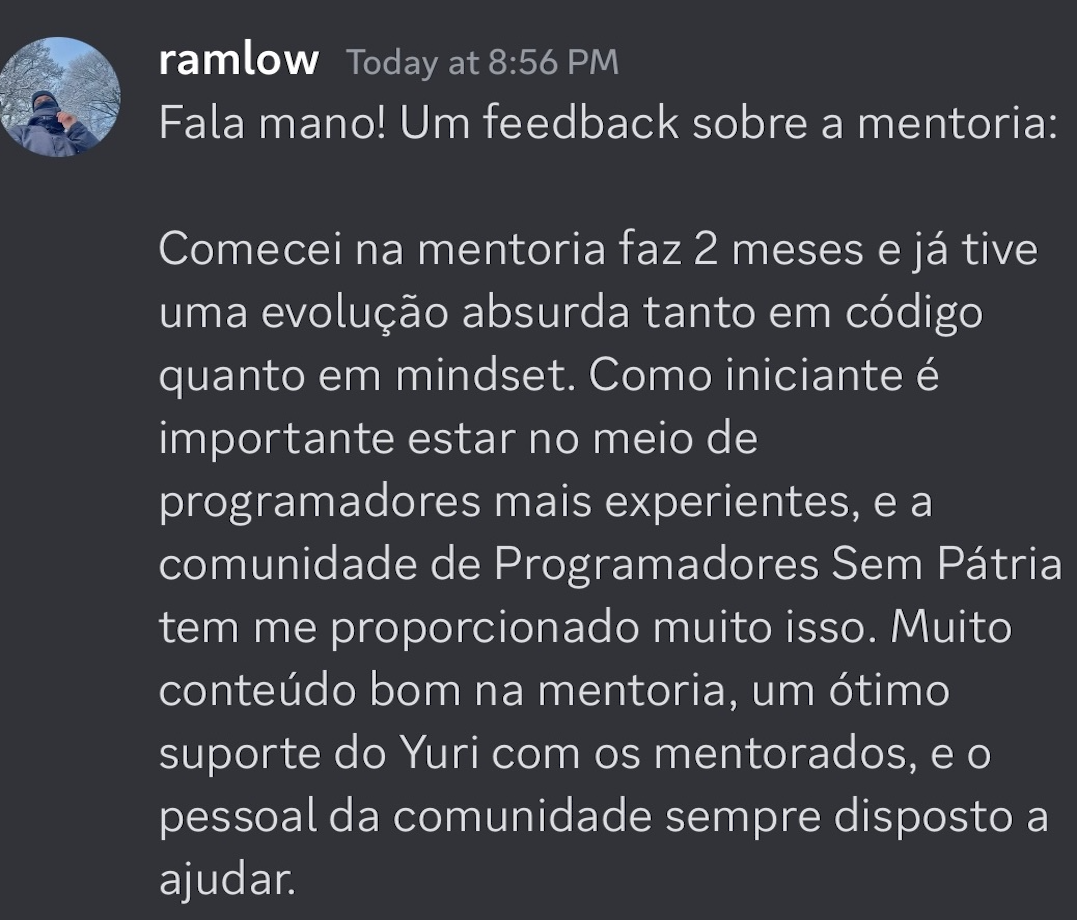 ramlow Today at 8:56 PM
Fala mano! Um feedback sobre a mentoria:
Comecei na mentoria faz 2 meses e já tive
uma evolução absurda tanto em código
quanto em mindset. Como iniciante é
importante estar no meio de
programadores mais experientes, e a
comunidade de Programadores Sem Pátria
tem me proporcionado muito isso. Muito
conteúdo bom na mentoria, um ótimo
suporte do Yuri com os mentorados, e o
pessoal da comunidade sempre disposto a
ajudar.